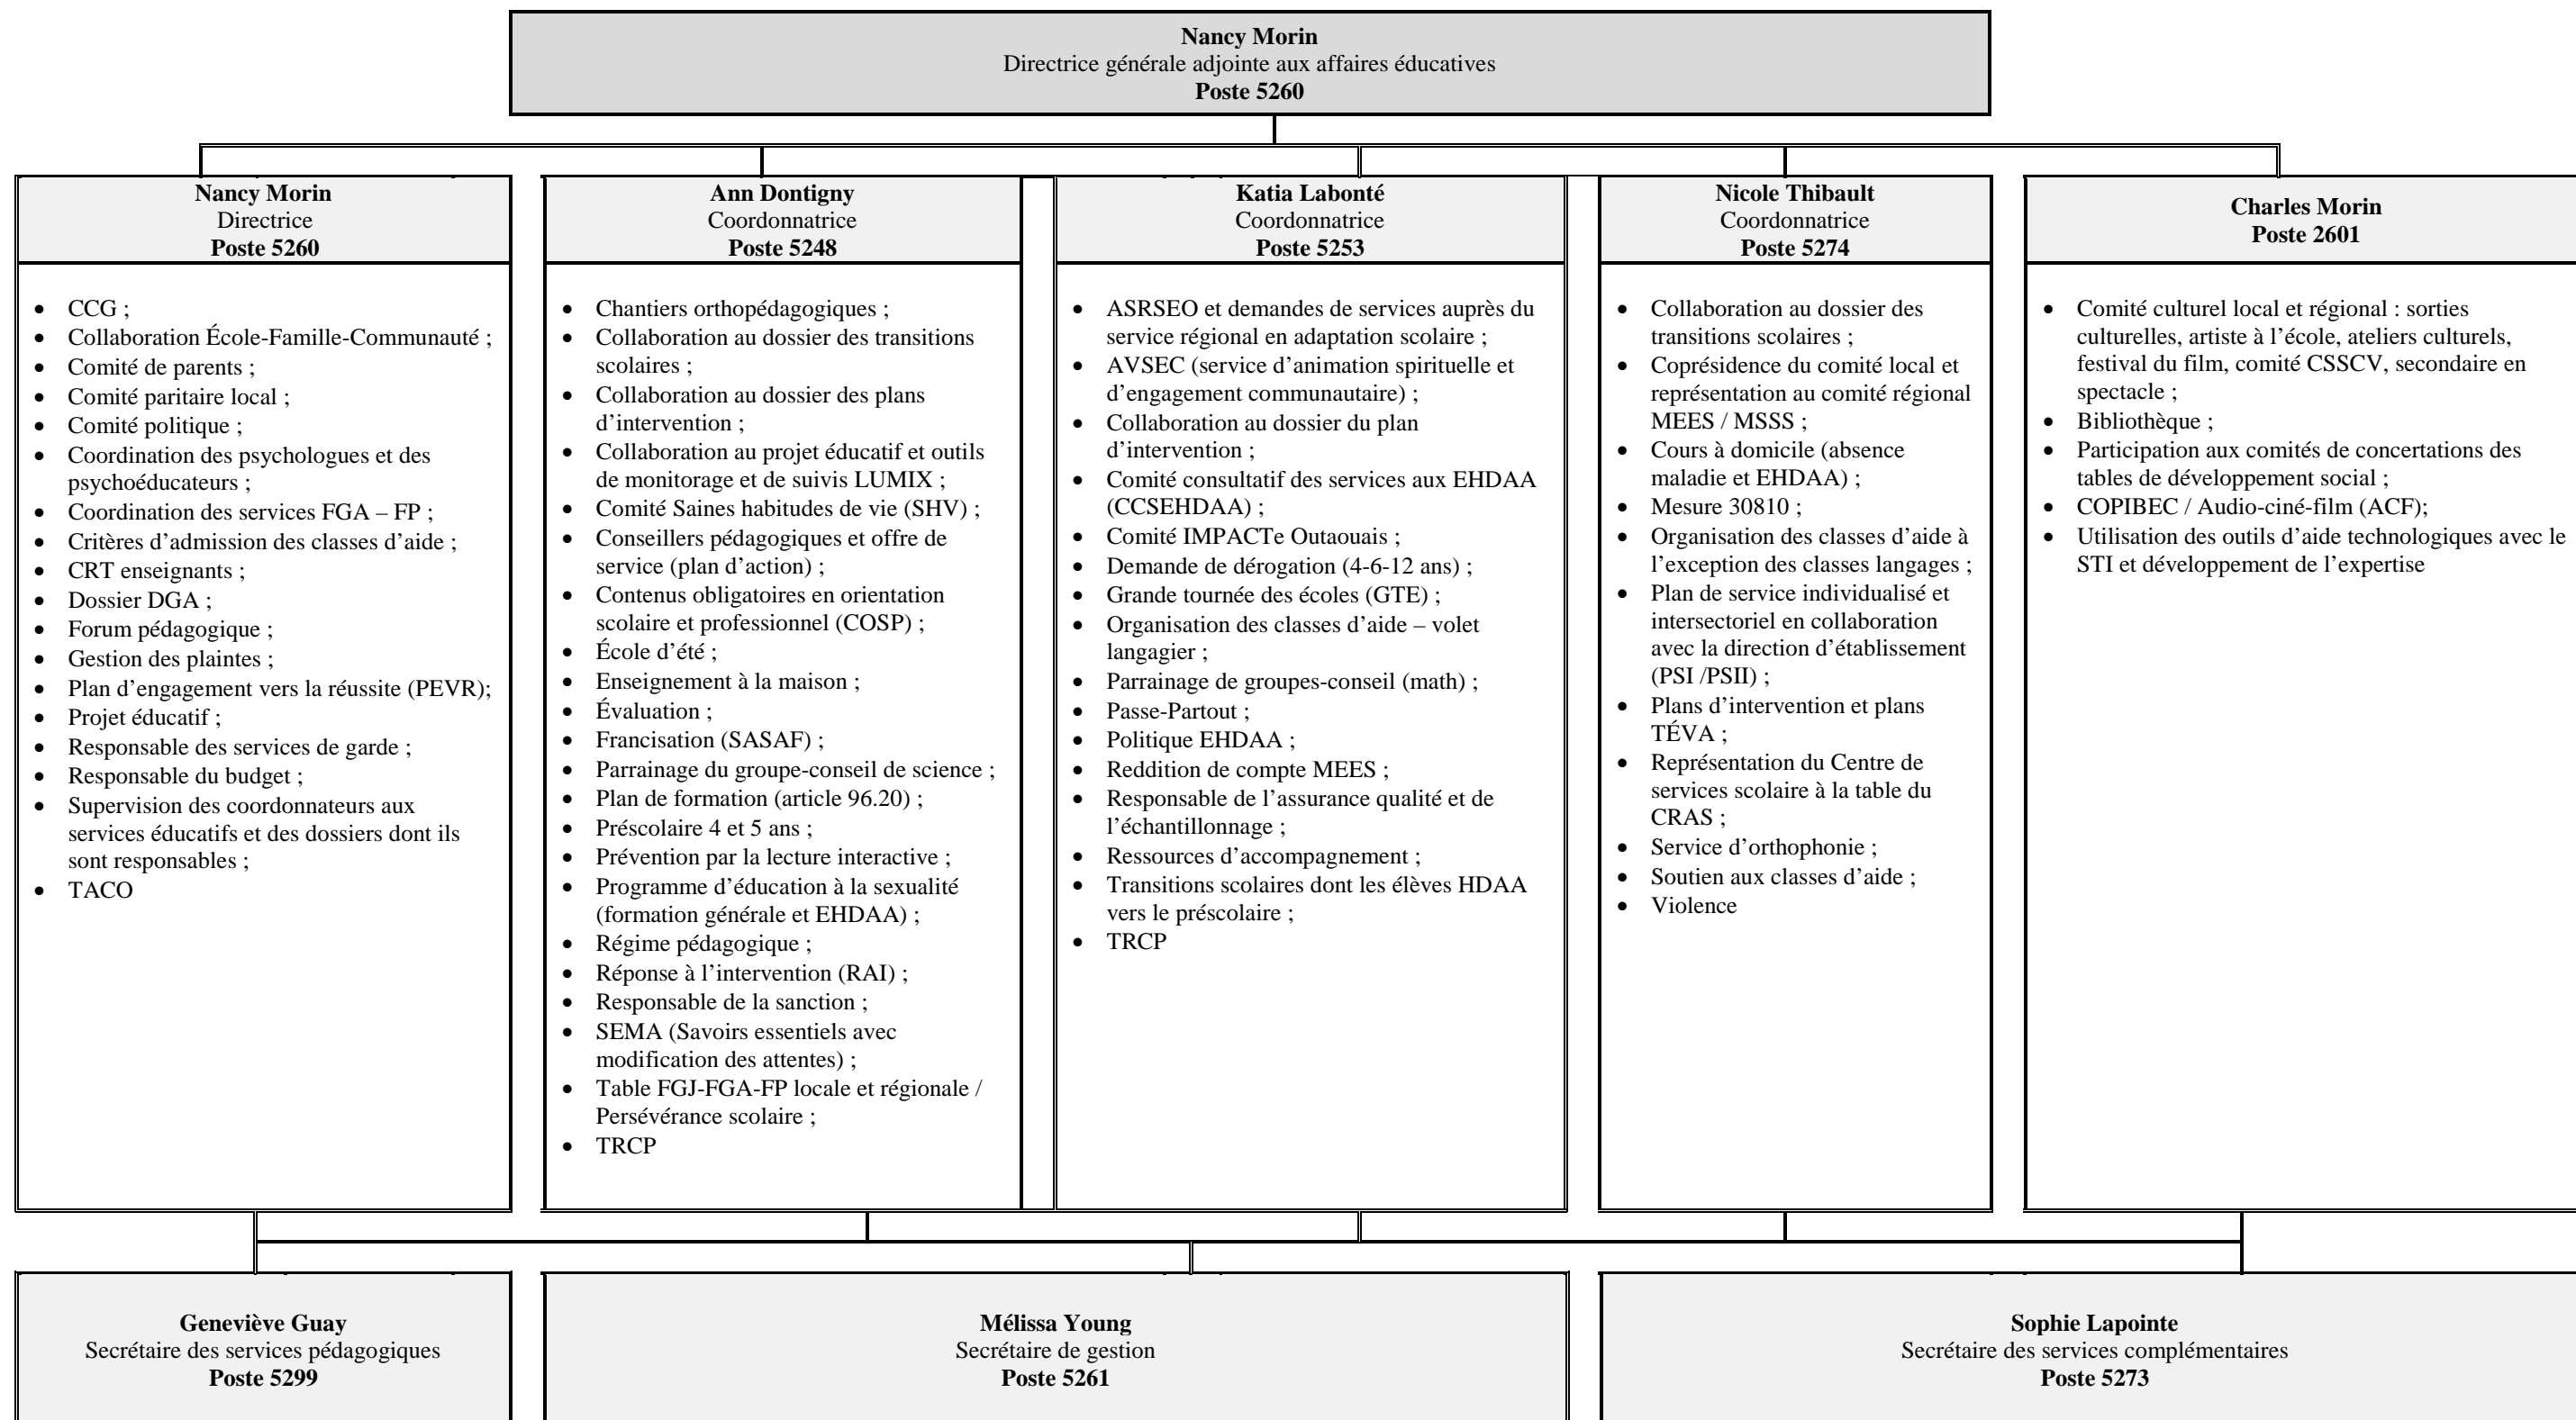 Nancy Morin
Directrice générale adjointe aux affaires éducatives
Poste 5260
Nancy Morin
Directrice
Poste 5260
• CCG ;
• Collaboration École-Famille-Communauté ;
• Comité de parents ;
• Comité paritaire local ;
• Comité politique ;
• Coordination des psychologues et des
psychoéducateurs ;
• Coordination des services FGA – FP ;
• Critères d’admission des classes d’aide ;
• CRT enseignants ;
• Dossier DGA ;
• Forum pédagogique ;
• Gestion des plaintes ;
• Plan d’engagement vers la réussite (PEVR);
• Projet éducatif ;
• Responsable des services de garde ;
• Responsable du budget ;
• Supervision des coordonnateurs aux
services éducatifs et des dossiers dont ils
sont responsables ;
• TACO
Ann Dontigny
Coordonnatrice
Poste 5248
• Chantiers orthopédagogiques ;
• Collaboration au dossier des transitions
scolaires ;
• Collaboration au dossier des plans
d’intervention ;
• Collaboration au projet éducatif et outils
de monitorage et de suivis LUMIX ;
• Comité Saines habitudes de vie (SHV) ;
• Conseillers pédagogiques et offre de
service (plan d’action) ;
• Contenus obligatoires en orientation
scolaire et professionnel (COSP) ;
• École d’été ;
• Enseignement à la maison ;
• Évaluation ;
• Francisation (SASAF) ;
• Parrainage du groupe-conseil de science ;
• Plan de formation (article 96.20) ;
• Préscolaire 4 et 5 ans ;
• Prévention par la lecture interactive ;
• Programme d’éducation à la sexualité
(formation générale et EHDAA) ;
• Régime pédagogique ;
• Réponse à l’intervention (RAI) ;
• Responsable de la sanction ;
• SEMA (Savoirs essentiels avec
modification des attentes) ;
• Table FGJ-FGA-FP locale et régionale /
Persévérance scolaire ;
• TRCP
Katia Labonté
Coordonnatrice
Poste 5253
• ASRSEO et demandes de services auprès du
service régional en adaptation scolaire ;
• AVSEC (service d’animation spirituelle et
d’engagement communautaire) ;
• Collaboration au dossier du plan
d’intervention ;
• Comité consultatif des services aux EHDAA
(CCSEHDAA) ;
• Comité IMPACTe Outaouais ;
• Demande de dérogation (4-6-12 ans) ;
• Grande tournée des écoles (GTE) ;
• Organisation des classes d’aide – volet
langagier ;
• Parrainage de groupes-conseil (math) ;
• Passe-Partout ;
• Politique EHDAA ;
• Reddition de compte MEES ;
• Responsable de l’assurance qualité et de
l’échantillonnage ;
• Ressources d’accompagnement ;
• Transitions scolaires dont les élèves HDAA
vers le préscolaire ;
• TRCP
Nicole Thibault
Coordonnatrice
Poste 5274
• Collaboration au dossier des
transitions scolaires ;
• Coprésidence du comité local et
représentation au comité régional
MEES / MSSS ;
• Cours à domicile (absence
maladie et EHDAA) ;
• Mesure 30810 ;
• Organisation des classes d’aide à
l’exception des classes langages ;
• Plan de service individualisé et
intersectoriel en collaboration
avec la direction d’établissement
(PSI /PSII) ;
• Plans d’intervention et plans
TÉVA ;
• Représentation du Centre de
services scolaire à la table du
CRAS ;
• Service d’orthophonie ;
• Soutien aux classes d’aide ;
• Violence
Charles Morin
Poste 2601
• Comité culturel local et régional : sorties
culturelles, artiste à l’école, ateliers culturels,
festival du film, comité CSSCV, secondaire en
spectacle ;
• Bibliothèque ;
• Participation aux comités de concertations des
tables de développement social ;
• COPIBEC / Audio-ciné-film (ACF);
• Utilisation des outils d’aide technologiques avec le
STI et développement de l’expertise
Geneviève Guay
Secrétaire des services pédagogiques
Poste 5299
Mélissa Young
Secrétaire de gestion
Poste 5261
Sophie Lapointe
Secrétaire des services complémentaires
Poste 5273